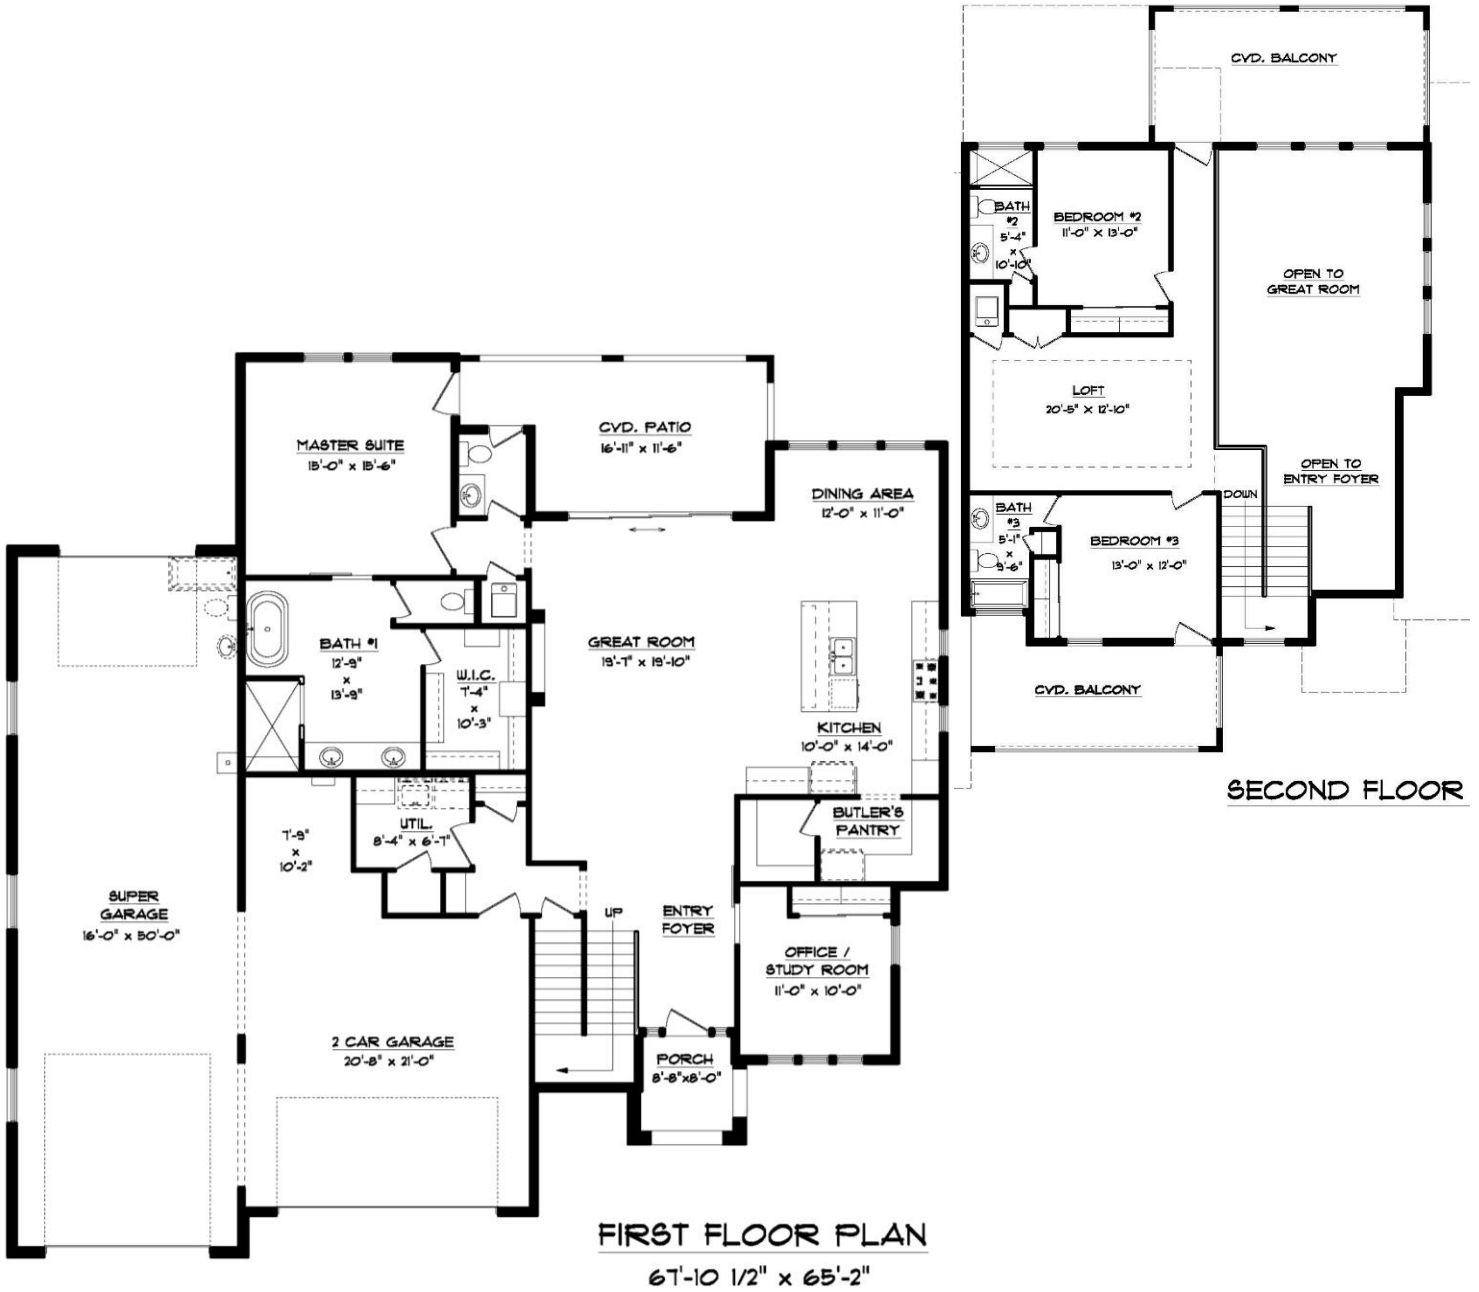 CVD. BALCONY
BATH
#2
5'-4"
x
10'-10"
BEDROOM #2
11'-0" x 13'-0"
OPEN TO
GREAT ROOM
LOFT
20'-5" x 12'-10"
OPEN TO
ENTRY FOYER
DOWN
BATH
#3
5'-1"
x
9'-6"
BEDROOM #3
13'-0" x 12'-0"
CVD. BALCONY
SECOND FLOOR
MASTER SUITE
15'-0" x 15'-6"
CVD. PATIO
16'-11" x 11'-6"
DINING AREA
12'-0" x 11'-0"
BATH #1
12'-9"
x
13'-9"
W.I.C.
7'-4"
x
10'-3"
GREAT ROOM
19'-7" x 19'-10"
KITCHEN
10'-0" x 14'-0"
UTIL.
8'-4" x 6'-7"
7'-9"
x
10'-2"
BUTLER'S
PANTRY
SUPER
GARAGE
16'-0" x 50'-0"
UP
ENTRY
FOYER
OFFICE /
STUDY ROOM
11'-0" x 10'-0"
2 CAR GARAGE
20'-8" x 21'-0"
PORCH
8'-8"x8'-0"
FIRST FLOOR PLAN
67'-10 1/2" x 65'-2"